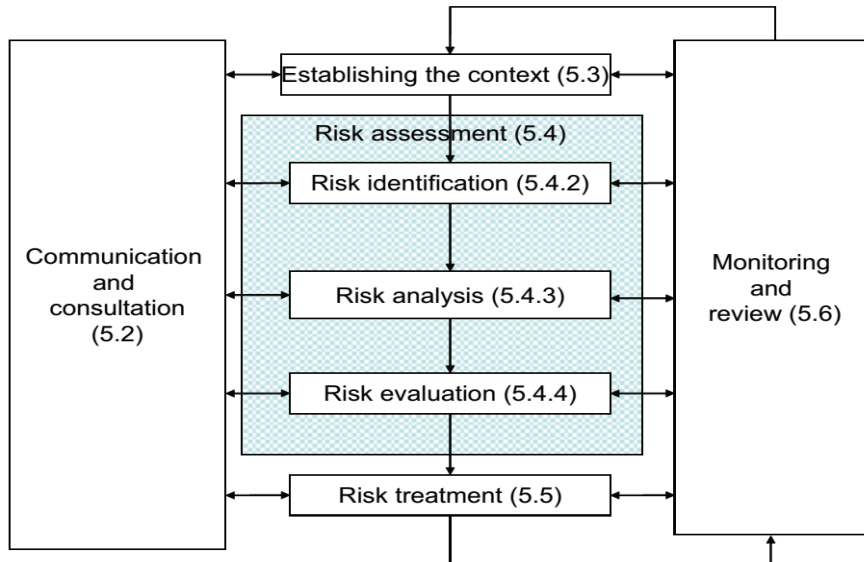 Establishing the context (5.3)
Risk assessment (5.4)
Risk identification (5.4.2)
Risk analysis (5.4.3)
Risk evaluation (5.4.4)
Risk treatment (5.5)
Communication
and
consultation
(5.2)
Monitoring
and
review (5.6)